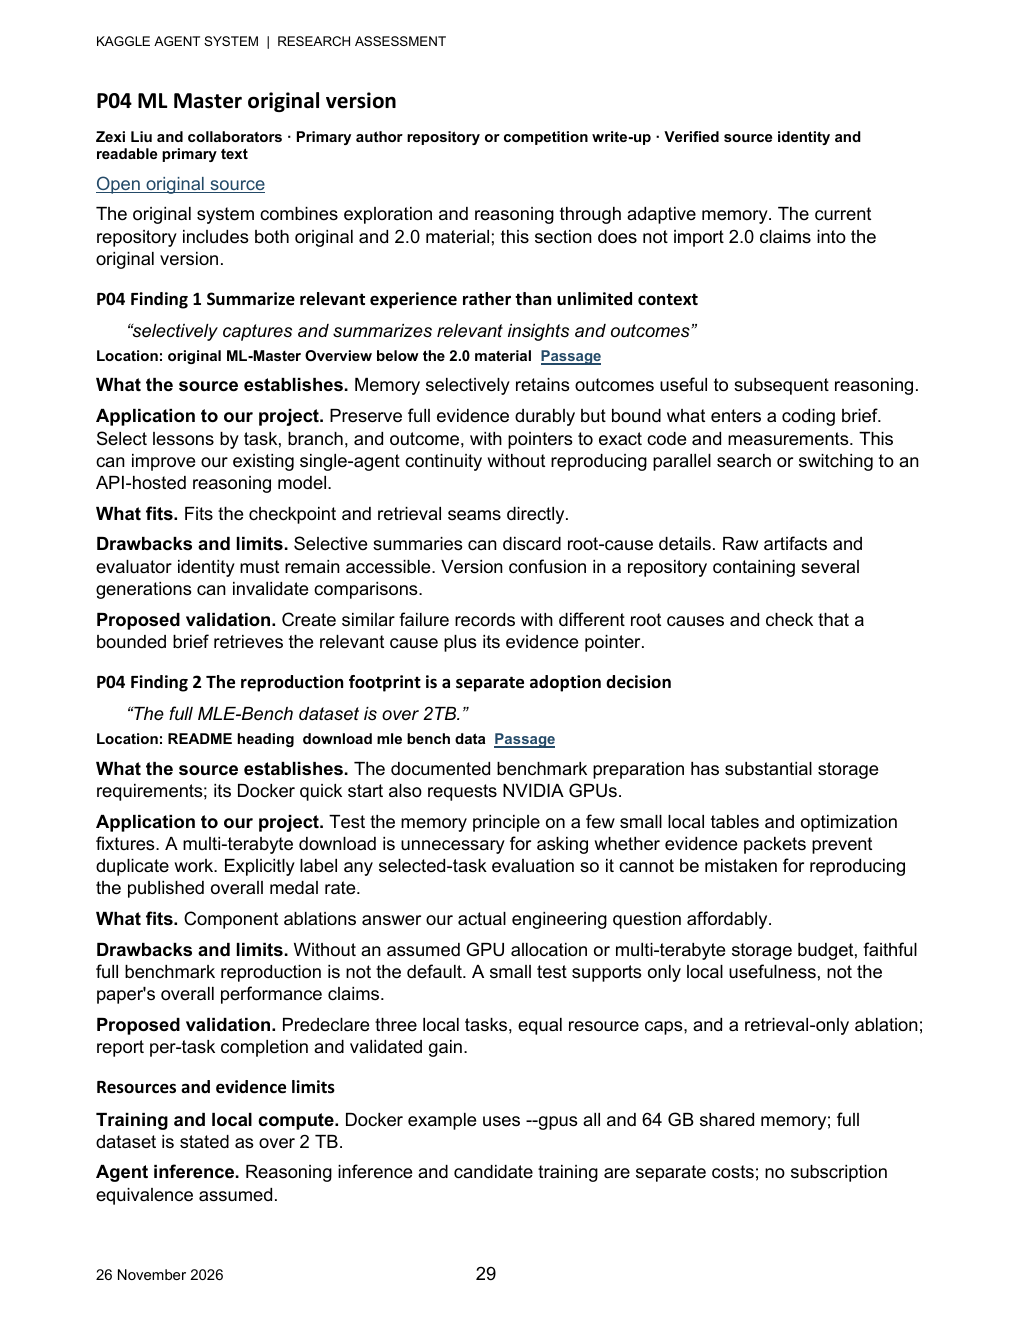 KAGGLE AGENT SYSTEM | RESEARCH ASSESSMENT
P04 ML Master original version
Zexi Liu and collaborators · Primary author repository or competition write-up · Verified source identity and
readable primary text
Open original source
The original system combines exploration and reasoning through adaptive memory. The current
repository includes both original and 2.0 material; this section does not import 2.0 claims into the
original version.
P04 Finding 1 Summarize relevant experience rather than unlimited context
“selectively captures and summarizes relevant insights and outcomes”
Location: original ML-Master Overview below the 2.0 material Passage
What the source establishes. Memory selectively retains outcomes useful to subsequent reasoning.
Application to our project. Preserve full evidence durably but bound what enters a coding brief.
Select lessons by task, branch, and outcome, with pointers to exact code and measurements. This
can improve our existing single-agent continuity without reproducing parallel search or switching to an
API-hosted reasoning model.
What fits. Fits the checkpoint and retrieval seams directly.
Drawbacks and limits. Selective summaries can discard root-cause details. Raw artifacts and
evaluator identity must remain accessible. Version confusion in a repository containing several
generations can invalidate comparisons.
Proposed validation. Create similar failure records with different root causes and check that a
bounded brief retrieves the relevant cause plus its evidence pointer.
P04 Finding 2 The reproduction footprint is a separate adoption decision
“The full MLE-Bench dataset is over 2TB.”
Location: README heading download mle bench data Passage
What the source establishes. The documented benchmark preparation has substantial storage
requirements; its Docker quick start also requests NVIDIA GPUs.
Application to our project. Test the memory principle on a few small local tables and optimization
fixtures. A multi-terabyte download is unnecessary for asking whether evidence packets prevent
duplicate work. Explicitly label any selected-task evaluation so it cannot be mistaken for reproducing
the published overall medal rate.
What fits. Component ablations answer our actual engineering question affordably.
Drawbacks and limits. Without an assumed GPU allocation or multi-terabyte storage budget, faithful
full benchmark reproduction is not the default. A small test supports only local usefulness, not the
paper's overall performance claims.
Proposed validation. Predeclare three local tasks, equal resource caps, and a retrieval-only ablation;
report per-task completion and validated gain.
Resources and evidence limits
Training and local compute. Docker example uses --gpus all and 64 GB shared memory; full
dataset is stated as over 2 TB.
Agent inference. Reasoning inference and candidate training are separate costs; no subscription
equivalence assumed.
26 November 2026
29